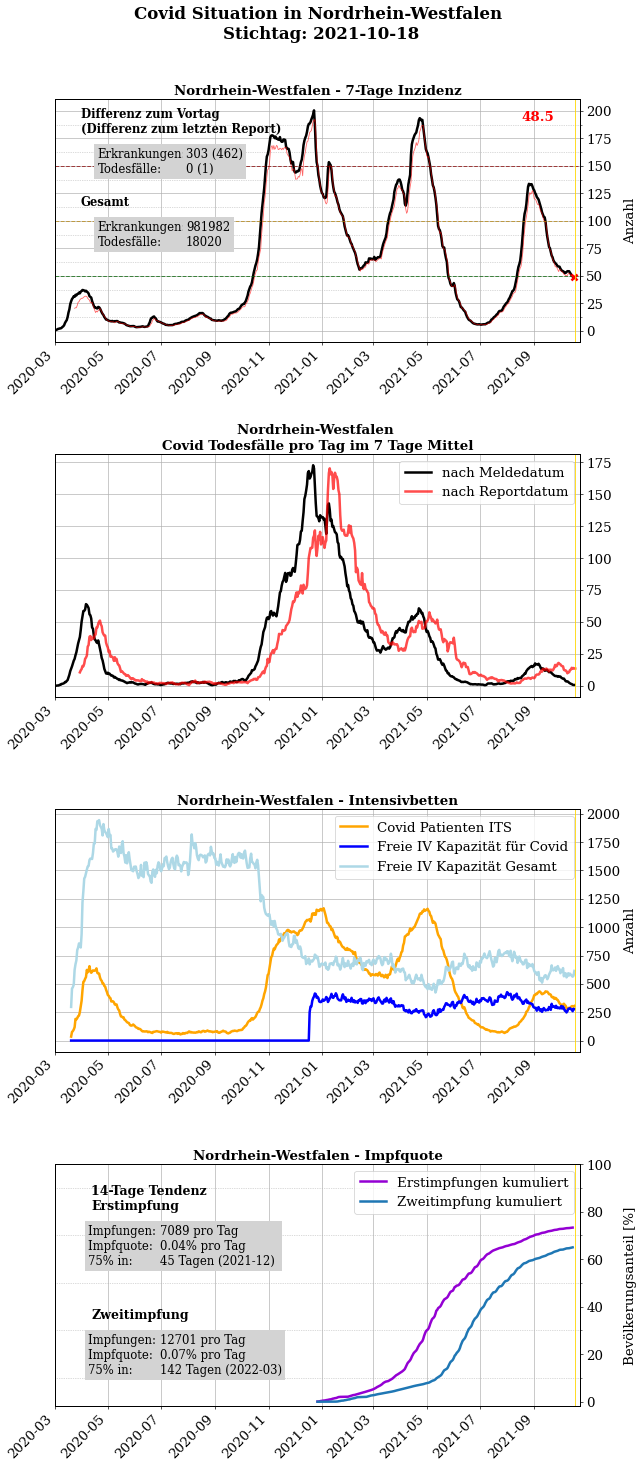 Covid Situation in Nordrhein-Westfalen
Stichtag: 2021-10-18
Nordrhein-Westfalen - 7-Tage Inzidenz
Differenz zum Vortag
(Differenz zum letzten Report)
Erkrankungen 303 (462)
Todesfälle: 0 (1)
Gesamt
Erkrankungen 981982
Todesfälle: 18020
48.5
200
175
150
125
100
75
50
25
0
Anzahl
2020-03
2020-05
2020-07
2020-09
2020-11
2021-01
2021-03
2021-05
2021-07
2021-09
Nordrhein-Westfalen
Covid Todesfälle pro Tag im 7 Tage Mittel
nach Meldedatum
nach Reportdatum
175
150
125
100
75
50
25
0
2020-03
2020-05
2020-07
2020-09
2020-11
2021-01
2021-03
2021-05
2021-07
2021-09
Nordrhein-Westfalen - Intensivbetten
Covid Patienten ITS
Freie IV Kapazität für Covid
Freie IV Kapazität Gesamt
2000
1750
1500
1250
1000
750
500
250
0
Anzahl
2020-03
2020-05
2020-07
2020-09
2020-11
2021-01
2021-03
2021-05
2021-07
2021-09
Nordrhein-Westfalen - Impfquote
14-Tage Tendenz
Erstimpfung
Impfungen: 7089 pro Tag
Impfquote: 0.04% pro Tag
75% in: 45 Tagen (2021-12)
Zweitimpfung
Impfungen: 12701 pro Tag
Impfquote: 0.07% pro Tag
75% in: 142 Tagen (2022-03)
Erstimpfungen kumuliert
Zweitimpfung kumuliert
100
80
60
40
20
0
Bevölkerungsanteil [%]
2020-03
2020-05
2020-07
2020-09
2020-11
2021-01
2021-03
2021-05
2021-07
2021-09